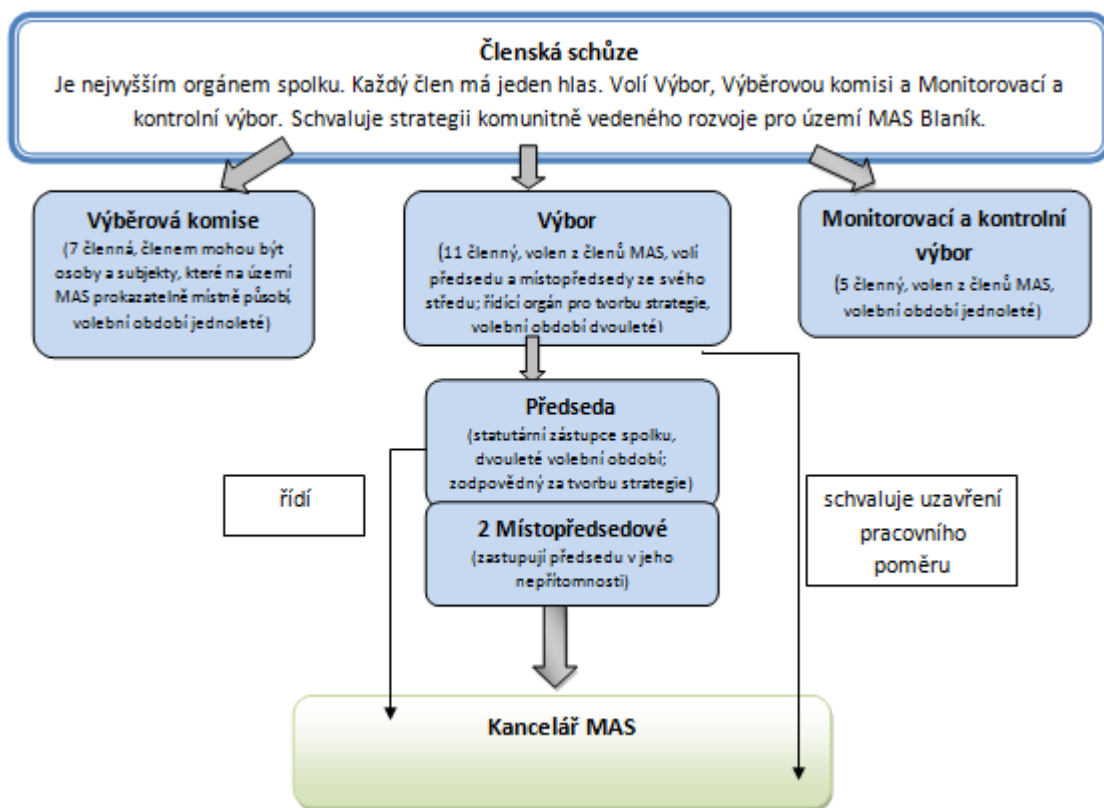 Členská schůze
Je nejvyšším orgánem spolku. Každý člen má jeden hlas. Volí Výbor, Výběrovou komisi a Monitorovací a
kontrolní výbor. Schvaluje strategii komunitně vedeného rozvoje pro území MAS Blaník.
Výběrová komise
(7 členná, členem mohou být
osoby a subjekty, které na území
MAS prokazatelně místně působí,
volební období jednoleté)
Výbor
(11 členný, volen z členů MAS, volí
předsedu a místopředsedy ze svého
středu; řídící orgán pro tvorbu strategie,
volební období dvouleté)
Monitorovací a kontrolní
výbor
(5 členný, volen z členů MAS,
volební období jednoleté)
Předseda
(statutární zástupce spolku,
dvouleté volební období;
zodpovědný za tvorbu strategie)
řídí
2 Místopředsedové
(zastupují předsedu v jeho
nepřítomnosti)
schvaluje uzavření
pracovního
poměru
Kancelář MAS